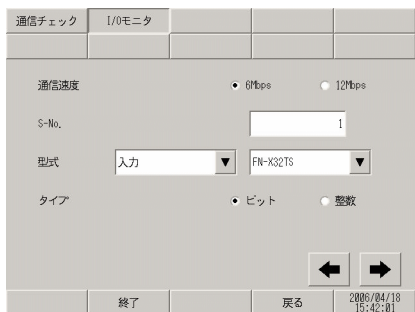 通信チェック I/Oモニタ
通信速度 6Mbps 12Mbps
S-No. 1
型式 入力 FN-X32TS
タイプ ビット 整数
終了 戻る 2006/04/18
15:42:01